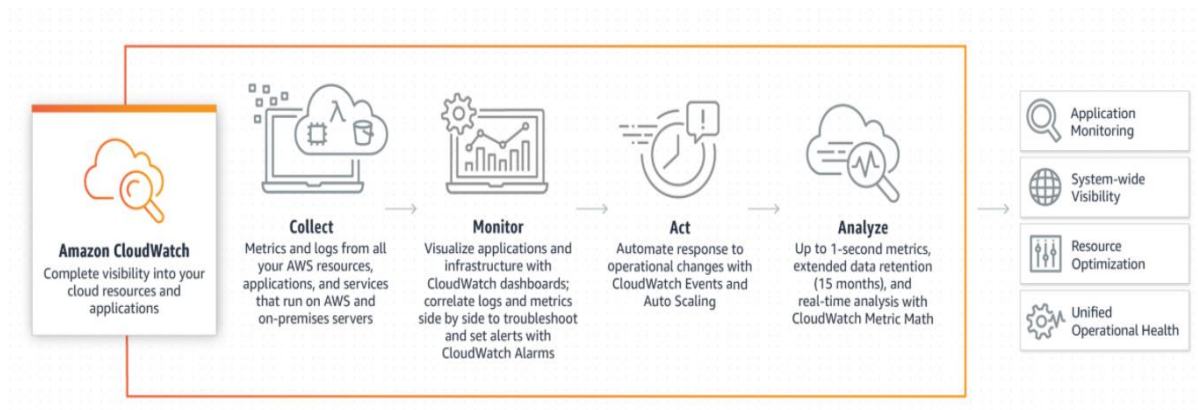 Amazon CloudWatch
Complete visibility into your
cloud resources and
applications
Collect
Metrics and logs from all
your AWS resources,
applications, and services
that run on AWS and
on-premises servers
Monitor
Visualize applications and
infrastructure with
CloudWatch dashboards;
correlate logs and metrics
side by side to troubleshoot
and set alerts with
CloudWatch Alarms
Act
Automate response to
operational changes with
CloudWatch Events and
Auto Scaling
Analyze
Up to 1-second metrics,
extended data retention
(15 months), and
real-time analysis with
CloudWatch Metric Math
Application
Monitoring
System-wide
Visibility
Resource
Optimization
Unified
Operational Health